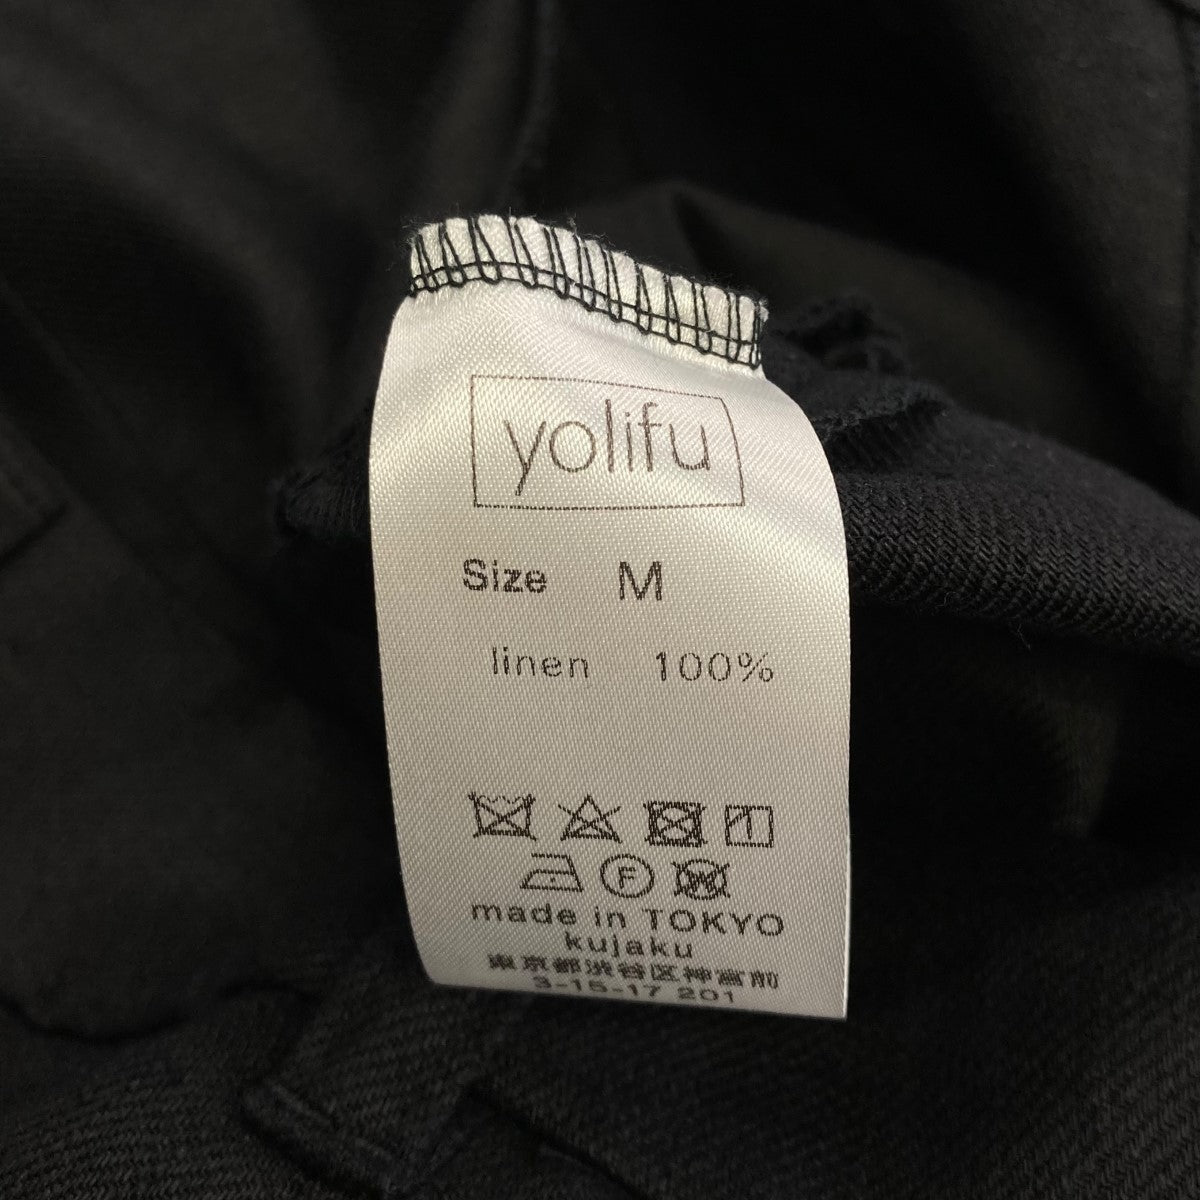 yolifu
Size M
linen 100%
F W
made in TOKYO
kujaku
東京都渋谷区神宮前
3-15-17 201